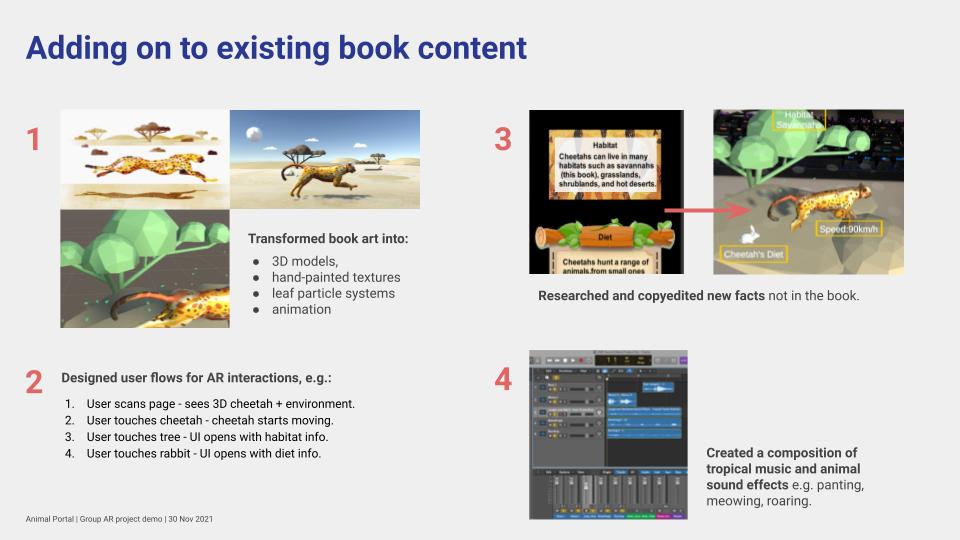 Adding on to existing book content
1
Transformed book art into:
● 3D models,
● hand-painted textures
● leaf particle systems
● animation
2
Designed user flows for AR interactions, e.g.:
1. User scans page - sees 3D cheetah + environment.
2. User touches cheetah - cheetah starts moving.
3. User touches tree - UI opens with habitat info.
4. User touches rabbit - UI opens with diet info.
3
Habitat
Cheetahs can live in many
habitats such as savannahs
(this book), grasslands,
shrublands, and hot deserts.
Diet
Cheetahs hunt a range of
animals,from small ones
Habitat
Savannahs
Speed:90km/h
Cheetah's Diet
Researched and copyedited new facts not in the book.
4
Created a composition of
tropical music and animal
sound effects e.g. panting,
meowing, roaring.
Animal Portal | Group AR project demo | 30 Nov 2021